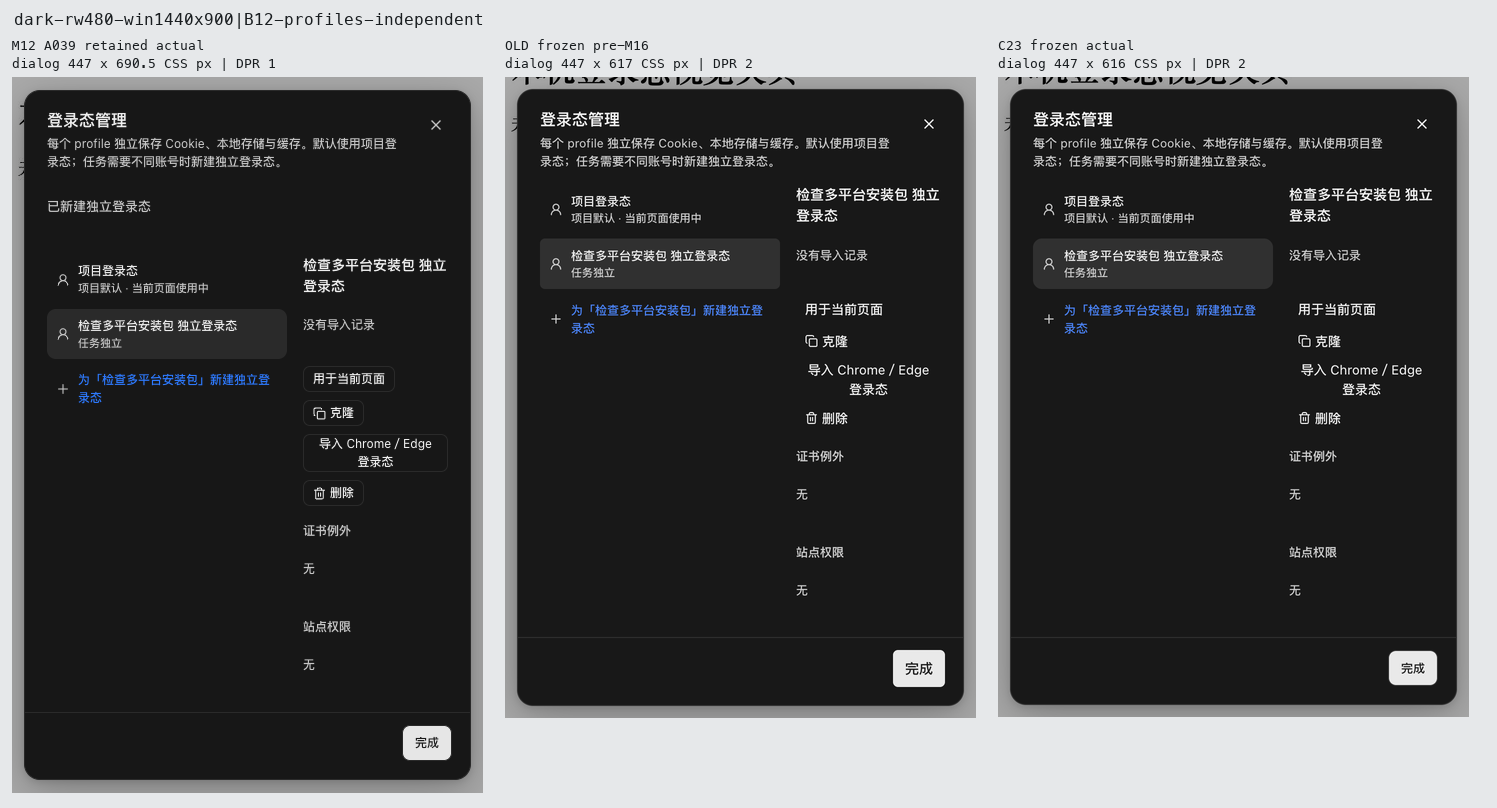 dark-rw480-win1440x900|B12-profiles-independent
M12 A039 retained actual
dialog 447 x 690.5 CSS px | DPR 1
登录态管理
每个 profile 独立保存 Cookie、本地存储与缓存。默认使用项目登
录态；任务需要不同账号时新建独立登录态。
已新建独立登录态
项目登录态
项目默认 · 当前页面使用中
检查多平台安装包 独立登录态
任务独立
为「检查多平台安装包」新建独立登
录态
检查多平台安装包 独立
登录态
没有导入记录
用于当前页面
克隆
导入 Chrome / Edge
登录态
删除
证书例外
无
站点权限
无
完成
OLD frozen pre-M16
dialog 447 x 617 CSS px | DPR 2
登录态管理
每个 profile 独立保存 Cookie、本地存储与缓存。默认使用项目登
录态；任务需要不同账号时新建独立登录态。
项目登录态
项目默认 · 当前页面使用中
检查多平台安装包 独立登录态
任务独立
为「检查多平台安装包」新建独立登
录态
检查多平台安装包 独立
登录态
没有导入记录
用于当前页面
克隆
导入 Chrome / Edge
登录态
删除
证书例外
无
站点权限
无
完成
C23 frozen actual
dialog 447 x 616 CSS px | DPR 2
登录态管理
每个 profile 独立保存 Cookie、本地存储与缓存。默认使用项目登
录态；任务需要不同账号时新建独立登录态。
项目登录态
项目默认 · 当前页面使用中
检查多平台安装包 独立登录态
任务独立
为「检查多平台安装包」新建独立登
录态
检查多平台安装包 独立
登录态
没有导入记录
用于当前页面
克隆
导入 Chrome / Edge
登录态
删除
证书例外
无
站点权限
无
完成